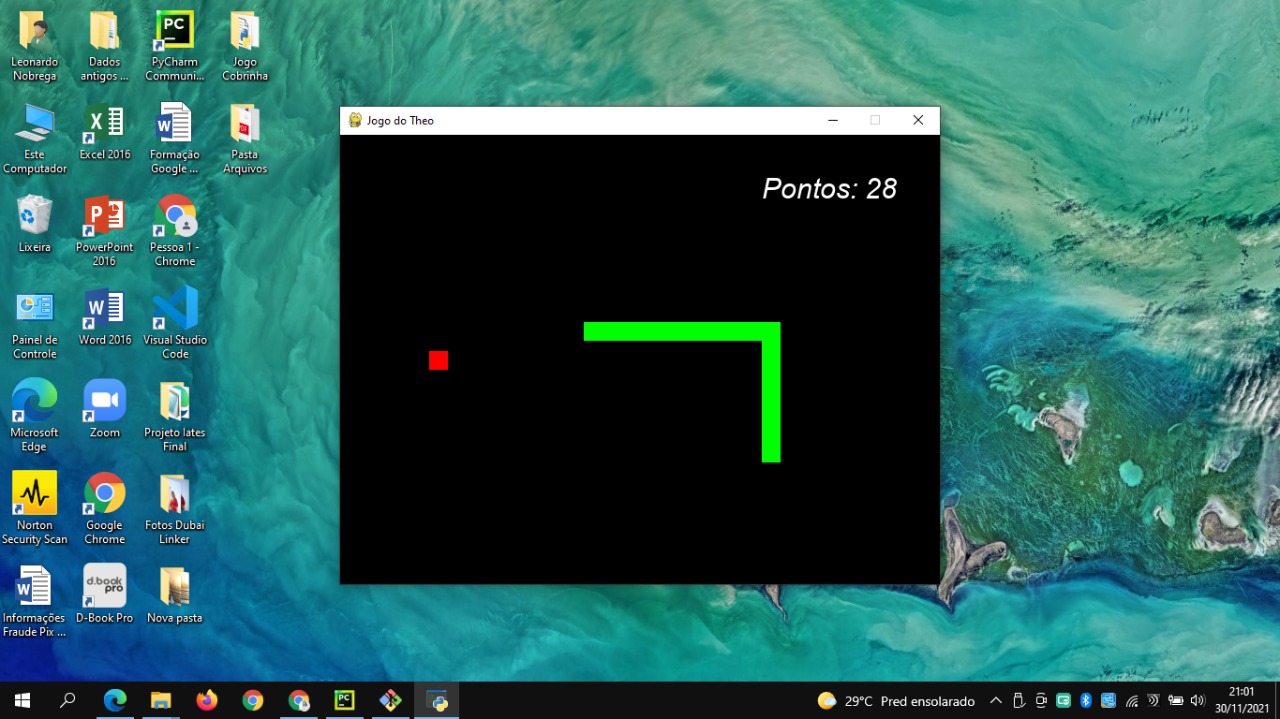 Leonardo
Nobrega
Dados
antigos ...
PC
PyCharm
Communi...
Jogo
Cobrinha
Este
Computador
Excel 2016
Formação
Google ...
Pasta
Arquivos
Lixeira
PowerPoint
2016
Pessoa 1 -
Chrome
Painel de
Controle
Word 2016
Visual Studio
Code
Microsoft
Edge
Zoom
Projeto Iates
Final
Norton
Security Scan
Google
Chrome
Fotos Dubai
Linker
d.book
pro
Informações
Fraude Pix ...
D-Book Pro
Nova pasta
Jogo do Theo
Pontos: 28
29°C Pred ensolarado
21:01
30/11/2021